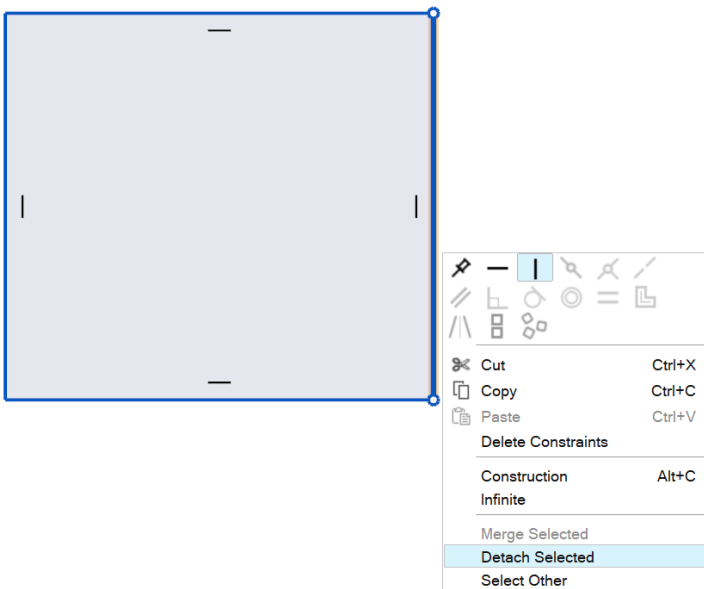 Cut Ctrl+X
Copy Ctrl+C
Paste Ctrl+V
Delete Constraints
Construction Alt+C
Infinite
Merge Selected
Detach Selected
Select Other